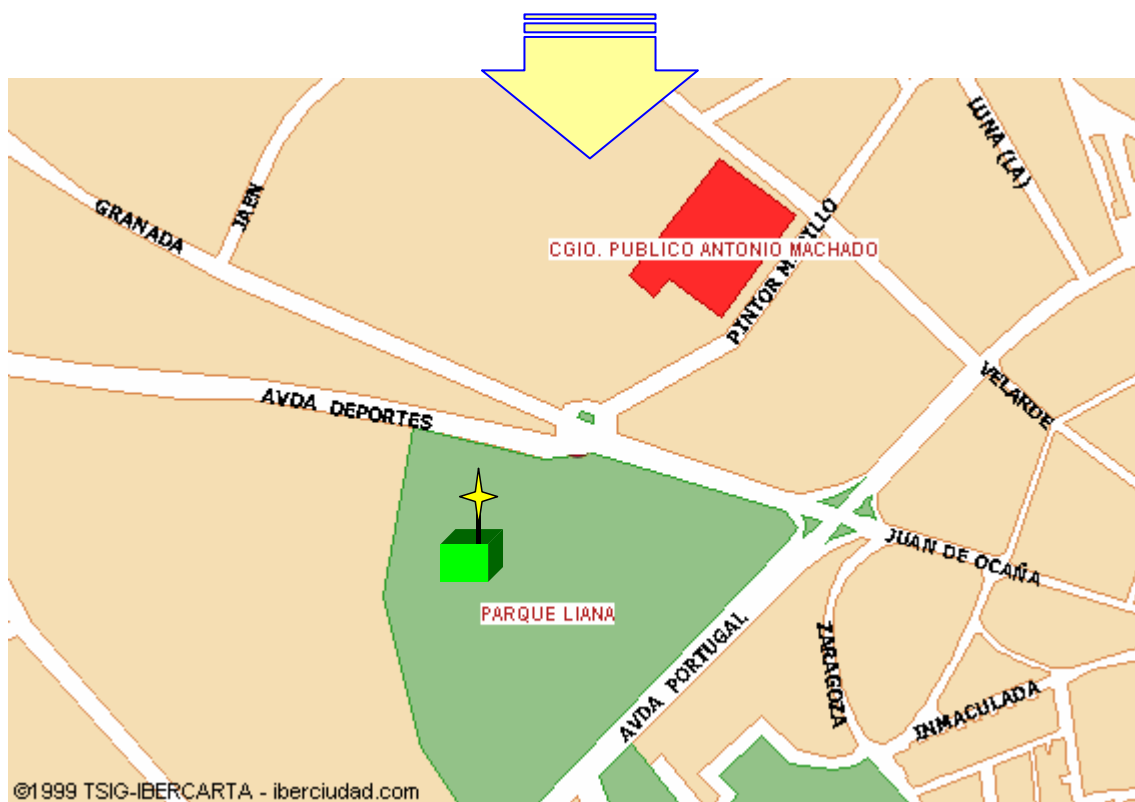 LUNA (LA)
GRANADA
JAEN
CGIO. PUBLICO ANTONIO MACHADO
PINTOR M
YLLO
VELARDE
AVDA DEPORTES
JUAN DE OCAÑA
PARQUE LIANA
AVDA PORTUGAL
ZARAGOZA
INMACULADA
©1999 TSIG-IBERCARTA - iberciudad.com